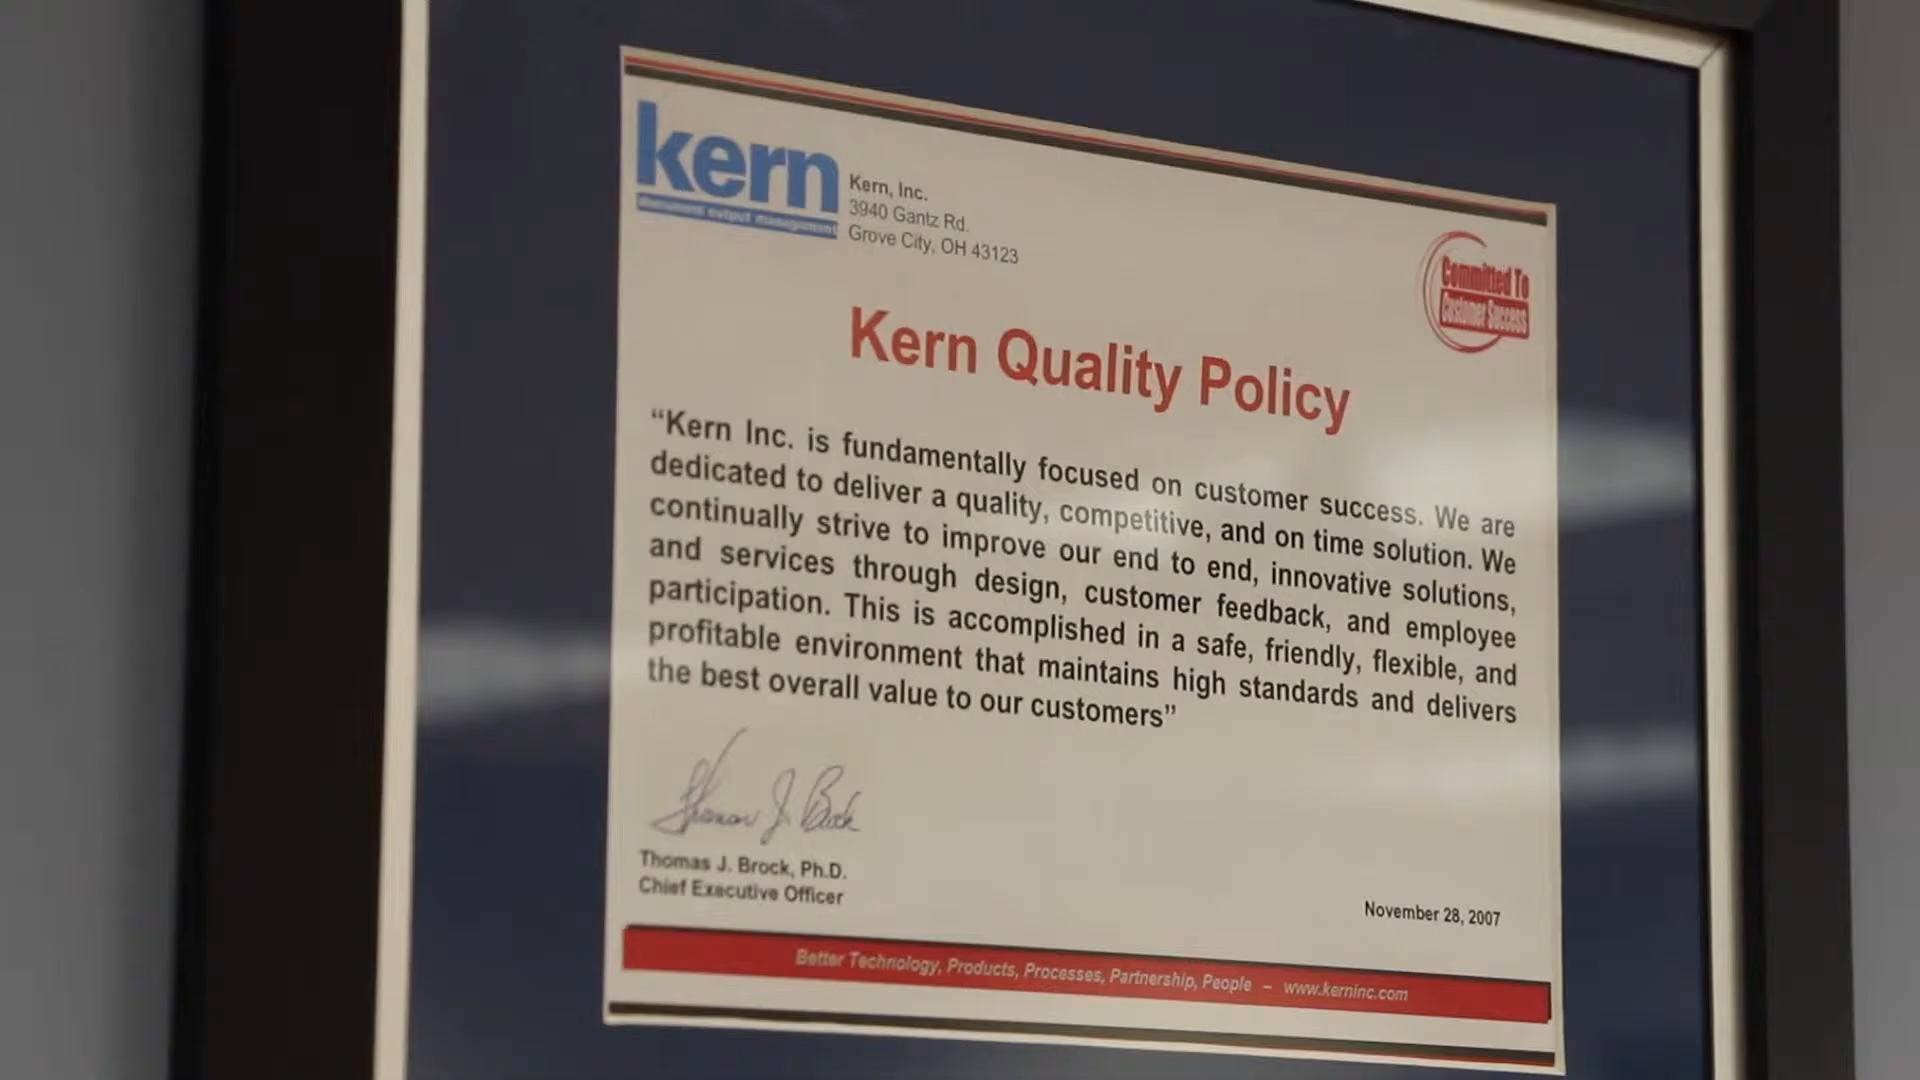 kern
document output management
Kern, Inc.
3940 Gantz Rd.
Grove City, OH 43123
Committed To
Customer Success
Kern Quality Policy
“Kern Inc. is fundamentally focused on customer success. We are
dedicated to deliver a quality, competitive, and on time solution. We
continually strive to improve our end to end, innovative solutions,
and services through design, customer feedback, and employee
participation. This is accomplished in a safe, friendly, flexible, and
profitable environment that maintains high standards and delivers
the best overall value to our customers”
Thomas J. Brock
Thomas J. Brock, Ph.D.
Chief Executive Officer
November 28, 2007
Better Technology, Products, Processes, Partnership, People – www.kerninc.com